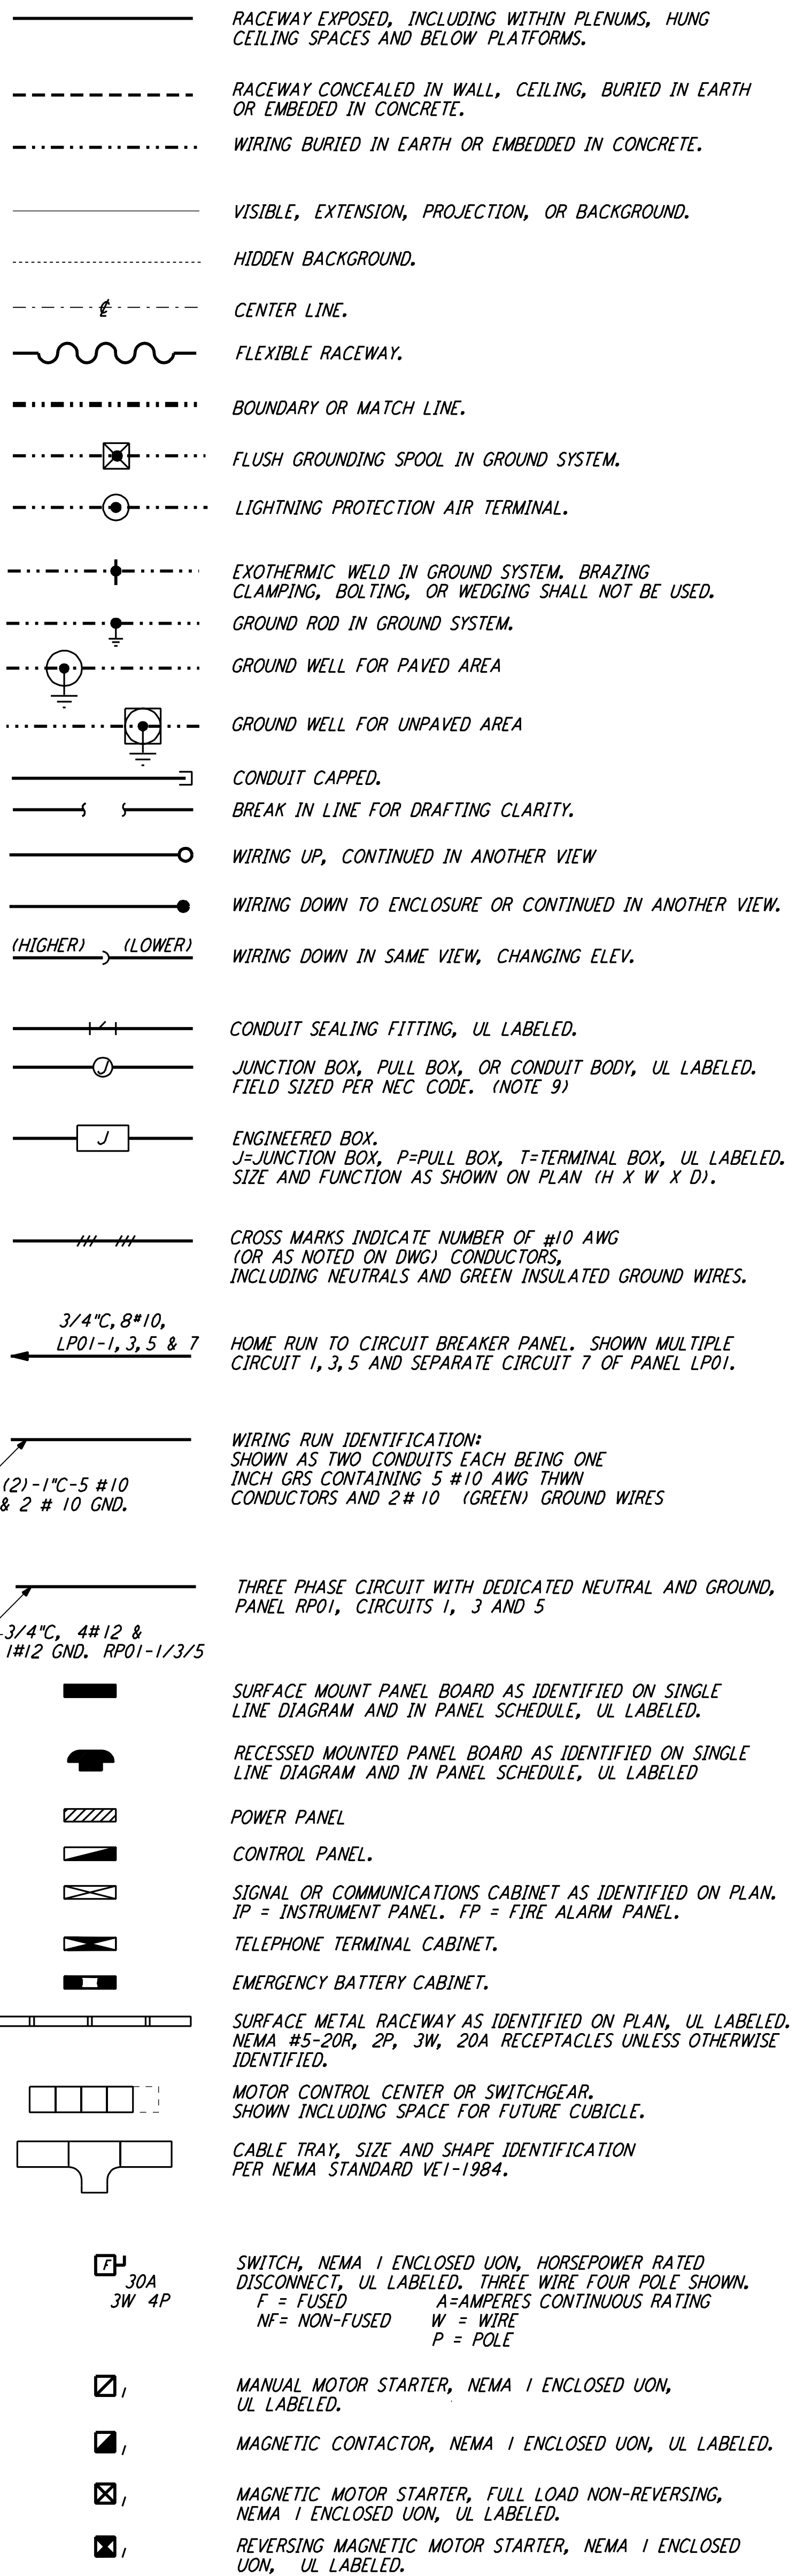 RACEWAY EXPOSED, INCLUDING WITHIN PLENUMS, HUNG
CEILING SPACES AND BELOW PLATFORMS.
RACEWAY CONCEALED IN WALL, CEILING, BURIED IN EARTH
OR EMBEDED IN CONCRETE.
WIRING BURIED IN EARTH OR EMBEDDED IN CONCRETE.
VISIBLE, EXTENSION, PROJECTION, OR BACKGROUND.
HIDDEN BACKGROUND.
℄
CENTER LINE.
FLEXIBLE RACEWAY.
BOUNDARY OR MATCH LINE.
FLUSH GROUNDING SPOOL IN GROUND SYSTEM.
LIGHTNING PROTECTION AIR TERMINAL.
EXOTHERMIC WELD IN GROUND SYSTEM. BRAZING
CLAMPING, BOLTING, OR WEDGING SHALL NOT BE USED.
GROUND ROD IN GROUND SYSTEM.
GROUND WELL FOR PAVED AREA
GROUND WELL FOR UNPAVED AREA
CONDUIT CAPPED.
BREAK IN LINE FOR DRAFTING CLARITY.
WIRING UP, CONTINUED IN ANOTHER VIEW
WIRING DOWN TO ENCLOSURE OR CONTINUED IN ANOTHER VIEW.
(HIGHER) (LOWER)
WIRING DOWN IN SAME VIEW, CHANGING ELEV.
CONDUIT SEALING FITTING, UL LABELED.
J
JUNCTION BOX, PULL BOX, OR CONDUIT BODY, UL LABELED.
FIELD SIZED PER NEC CODE. (NOTE 9)
J
ENGINEERED BOX.
J=JUNCTION BOX, P=PULL BOX, T=TERMINAL BOX, UL LABELED.
SIZE AND FUNCTION AS SHOWN ON PLAN (H X W X D).
CROSS MARKS INDICATE NUMBER OF #10 AWG
(OR AS NOTED ON DWG) CONDUCTORS,
INCLUDING NEUTRALS AND GREEN INSULATED GROUND WIRES.
3/4"C, 8#10,
LP01-1, 3, 5 & 7
HOME RUN TO CIRCUIT BREAKER PANEL. SHOWN MULTIPLE
CIRCUIT 1,3,5 AND SEPARATE CIRCUIT 7 OF PANEL LP01.
(2)-1"C-5 #10
& 2 # 10 GND.
WIRING RUN IDENTIFICATION:
SHOWN AS TWO CONDUITS EACH BEING ONE
INCH GRS CONTAINING 5 #10 AWG THWN
CONDUCTORS AND 2# 10 (GREEN) GROUND WIRES
3/4"C, 4#12 &
1#12 GND. RP01-1/3/5
THREE PHASE CIRCUIT WITH DEDICATED NEUTRAL AND GROUND,
PANEL RP01, CIRCUITS 1, 3 AND 5
SURFACE MOUNT PANEL BOARD AS IDENTIFIED ON SINGLE
LINE DIAGRAM AND IN PANEL SCHEDULE, UL LABELED.
RECESSED MOUNTED PANEL BOARD AS IDENTIFIED ON SINGLE
LINE DIAGRAM AND IN PANEL SCHEDULE, UL LABELED
POWER PANEL
CONTROL PANEL.
SIGNAL OR COMMUNICATIONS CABINET AS IDENTIFIED ON PLAN.
IP = INSTRUMENT PANEL. FP = FIRE ALARM PANEL.
TELEPHONE TERMINAL CABINET.
EMERGENCY BATTERY CABINET.
SURFACE METAL RACEWAY AS IDENTIFIED ON PLAN, UL LABELED.
NEMA #5-20R, 2P, 3W, 20A RECEPTACLES UNLESS OTHERWISE
IDENTIFIED.
MOTOR CONTROL CENTER OR SWITCHGEAR.
SHOWN INCLUDING SPACE FOR FUTURE CUBICLE.
CABLE TRAY, SIZE AND SHAPE IDENTIFICATION
PER NEMA STANDARD VE1-1984.
F
30A
3W 4P
SWITCH, NEMA 1 ENCLOSED UON, HORSEPOWER RATED
DISCONNECT, UL LABELED. THREE WIRE FOUR POLE SHOWN.
F = FUSED A=AMPERES CONTINUOUS RATING
NF= NON-FUSED W = WIRE
P = POLE
1
MANUAL MOTOR STARTER, NEMA 1 ENCLOSED UON,
UL LABELED.
1
MAGNETIC CONTACTOR, NEMA 1 ENCLOSED UON, UL LABELED.
1
MAGNETIC MOTOR STARTER, FULL LOAD NON-REVERSING,
NEMA 1 ENCLOSED UON, UL LABELED.
1
REVERSING MAGNETIC MOTOR STARTER, NEMA 1 ENCLOSED
UON, UL LABELED.